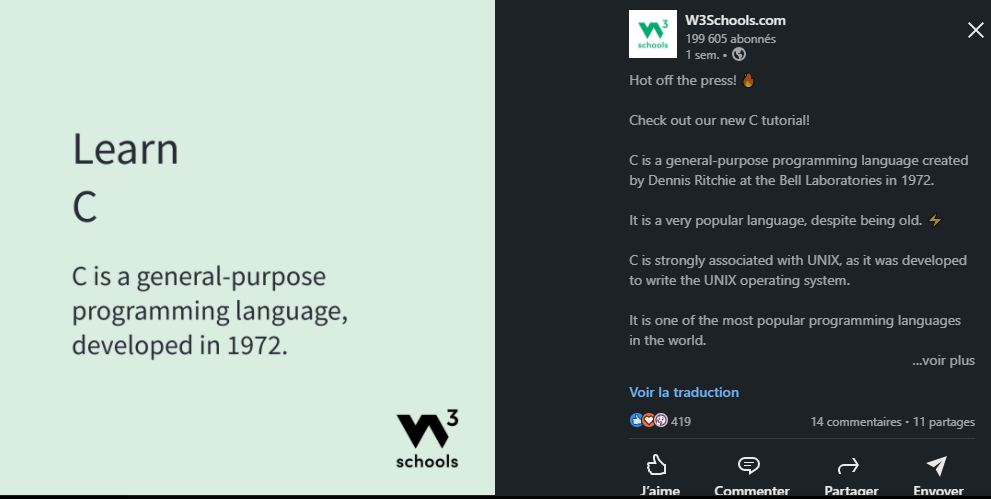 Learn
C
C is a general-purpose
programming language,
developed in 1972.
W3
schools
W3
schools
W3Schools.com
199 605 abonnés
1 sem. •
Hot off the press! 🔥
Check out our new C tutorial!
C is a general-purpose programming language created
by Dennis Ritchie at the Bell Laboratories in 1972.
It is a very popular language, despite being old. ⚡
C is strongly associated with UNIX, as it was developed
to write the UNIX operating system.
It is one of the most popular programming languages
in the world.
...voir plus
Voir la traduction
419
14 commentaires • 11 partages
J'aime
Commenter
Partager
Envoyer